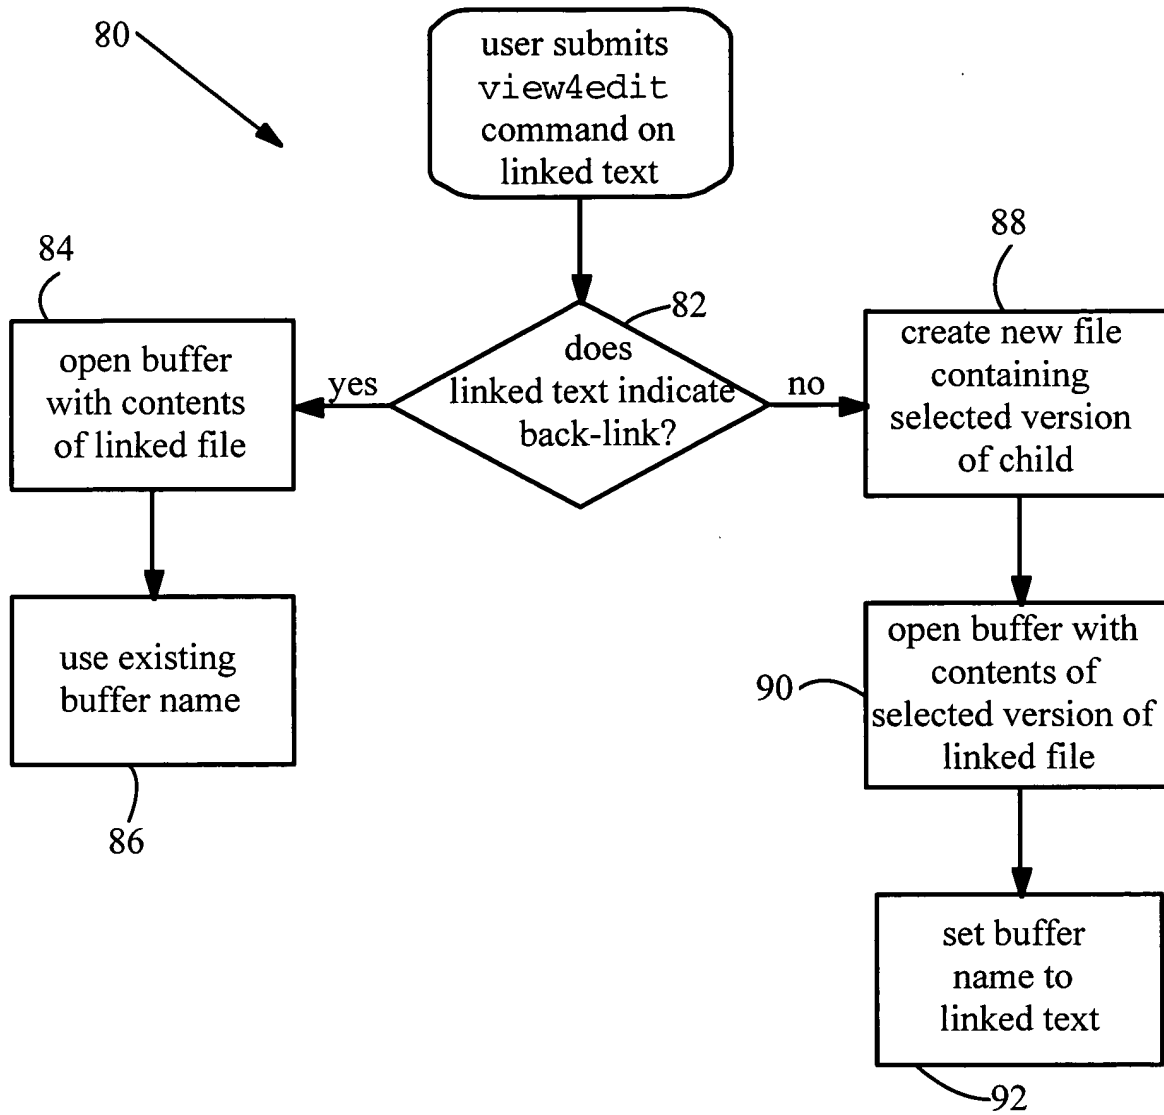 80
user submits
view4edit
command on
linked text
84
88
82
open buffer
with contents
of linked file
yes
does
linked text indicate
back-link?
no
create new file
containing
selected version
of child
use existing
buffer name
86
90
open buffer with
contents of
selected version of
linked file
set buffer
name to
linked text
92